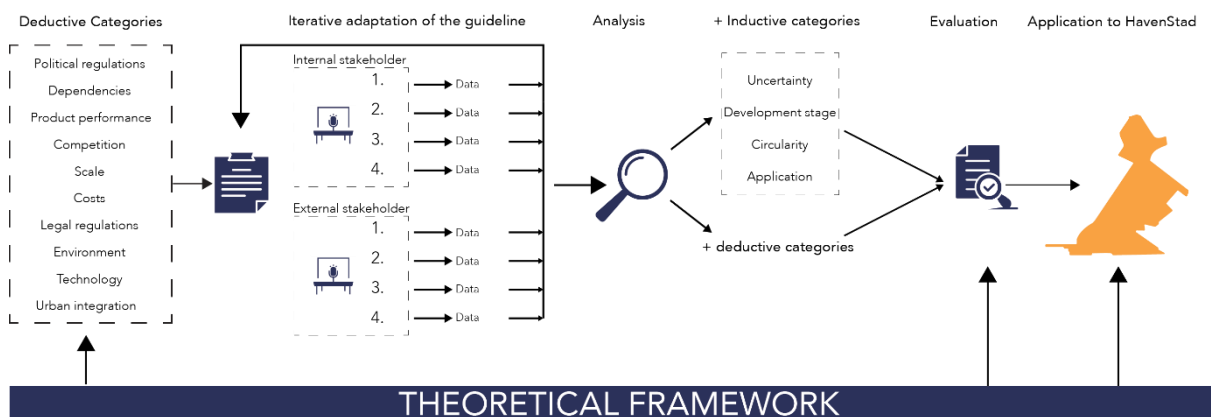 Deductive Categories
Political regulations
Dependencies
Product performance
Competition
Scale
Costs
Legal regulations
Environment
Technology
Urban integration
Iterative adaptation of the guideline
Internal stakeholder
1.
Data
2.
Data
3.
Data
4.
Data
External stakeholder
1.
Data
2.
Data
3.
Data
4.
Data
Analysis
+ Inductive categories
Uncertainty
Development stage
Circularity
Application
+ deductive categories
Evaluation
Application to HavenStad
THEORETICAL FRAMEWORK